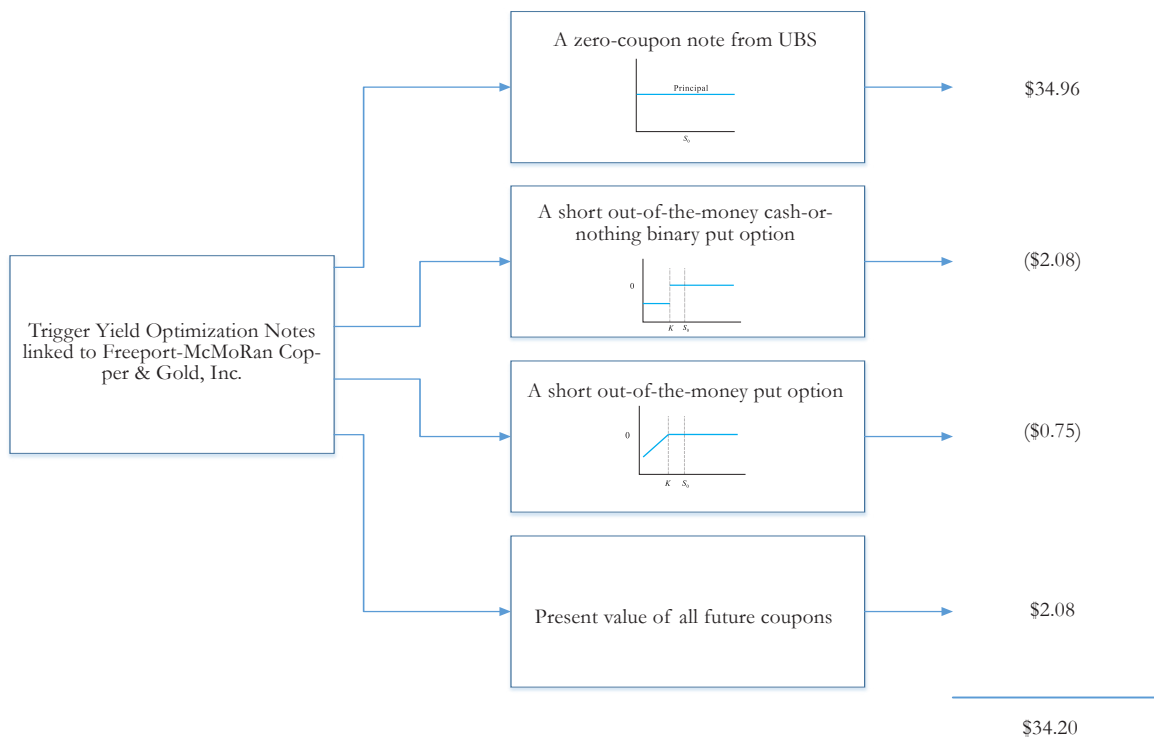 A zero-coupon note from UBS
Principal
S0
$34.96
A short out-of-the-money cash-or-
nothing binary put option
0
K
S0
($2.08)
Trigger Yield Optimization Notes
linked to Freeport-McMoRan Cop-
per & Gold, Inc.
A short out-of-the-money put option
0
K
S0
($0.75)
Present value of all future coupons
$2.08
$34.20